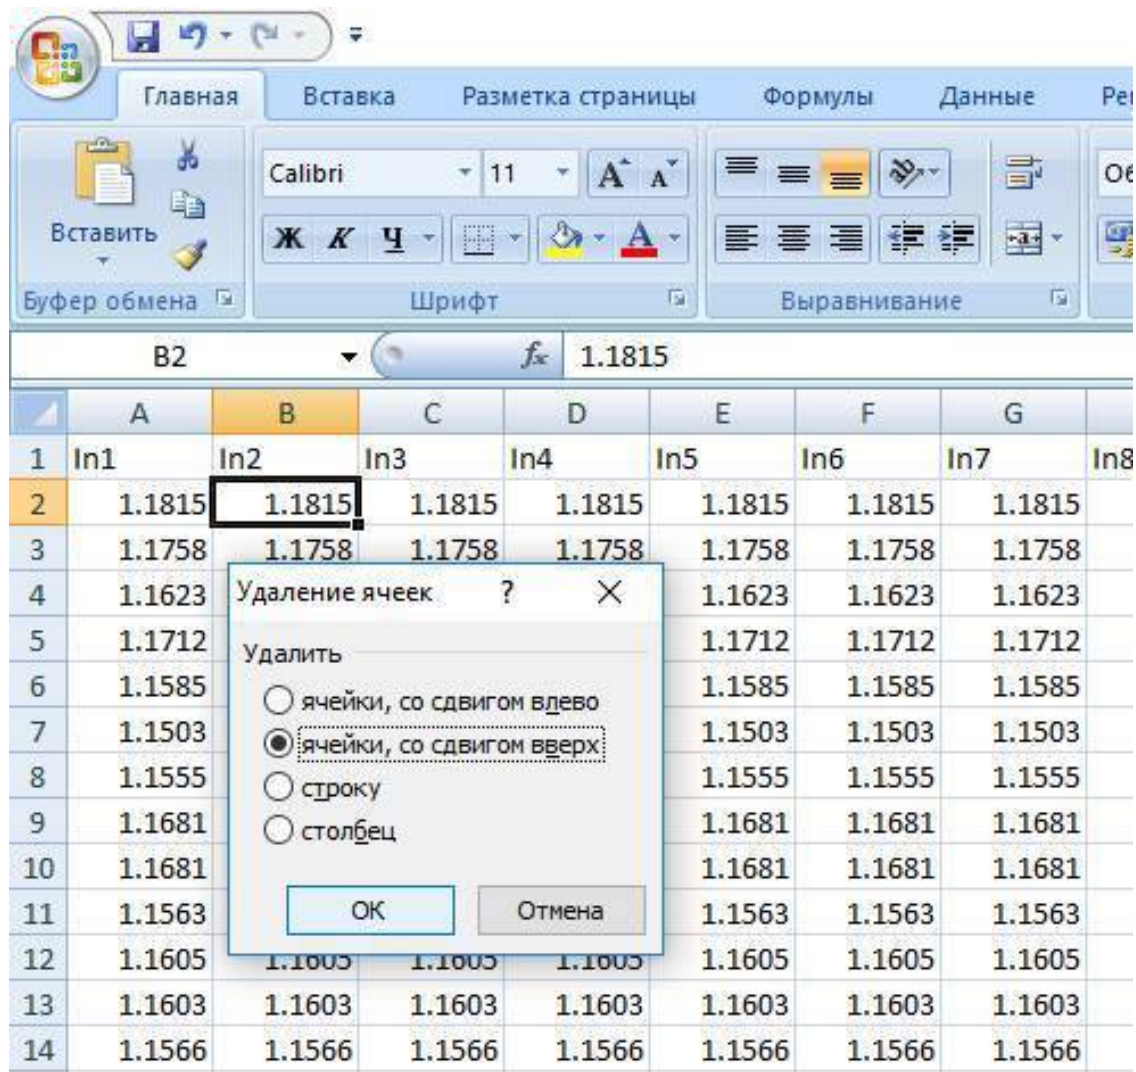 Главная Вставка Разметка страницы Формулы Данные
Calibri 11
Вставить
Ж К Ч
Буфер обмена Шрифт Выравнивание
B2 fx 1.1815
A B C D E F G
1 In1 In2 In3 In4 In5 In6 In7 In8
2 1.1815 1.1815 1.1815 1.1815 1.1815 1.1815 1.1815
3 1.1758 1.1758 1.1758 1.1758 1.1758 1.1758 1.1758
4 1.1623 Удаление ячеек ? 1.1623 1.1623 1.1623
5 1.1712 Удалить 1.1712 1.1712 1.1712
6 1.1585 ячейки, со сдвигом влево 1.1585 1.1585 1.1585
7 1.1503 ячейки, со сдвигом вверх 1.1503 1.1503 1.1503
8 1.1555 строку 1.1555 1.1555 1.1555
9 1.1681 столбец 1.1681 1.1681 1.1681
10 1.1681 1.1681 1.1681 1.1681
11 1.1563 ОК Отмена 1.1563 1.1563 1.1563
12 1.1605 1.1605 1.1605 1.1605 1.1605 1.1605 1.1605
13 1.1603 1.1603 1.1603 1.1603 1.1603 1.1603 1.1603
14 1.1566 1.1566 1.1566 1.1566 1.1566 1.1566 1.1566